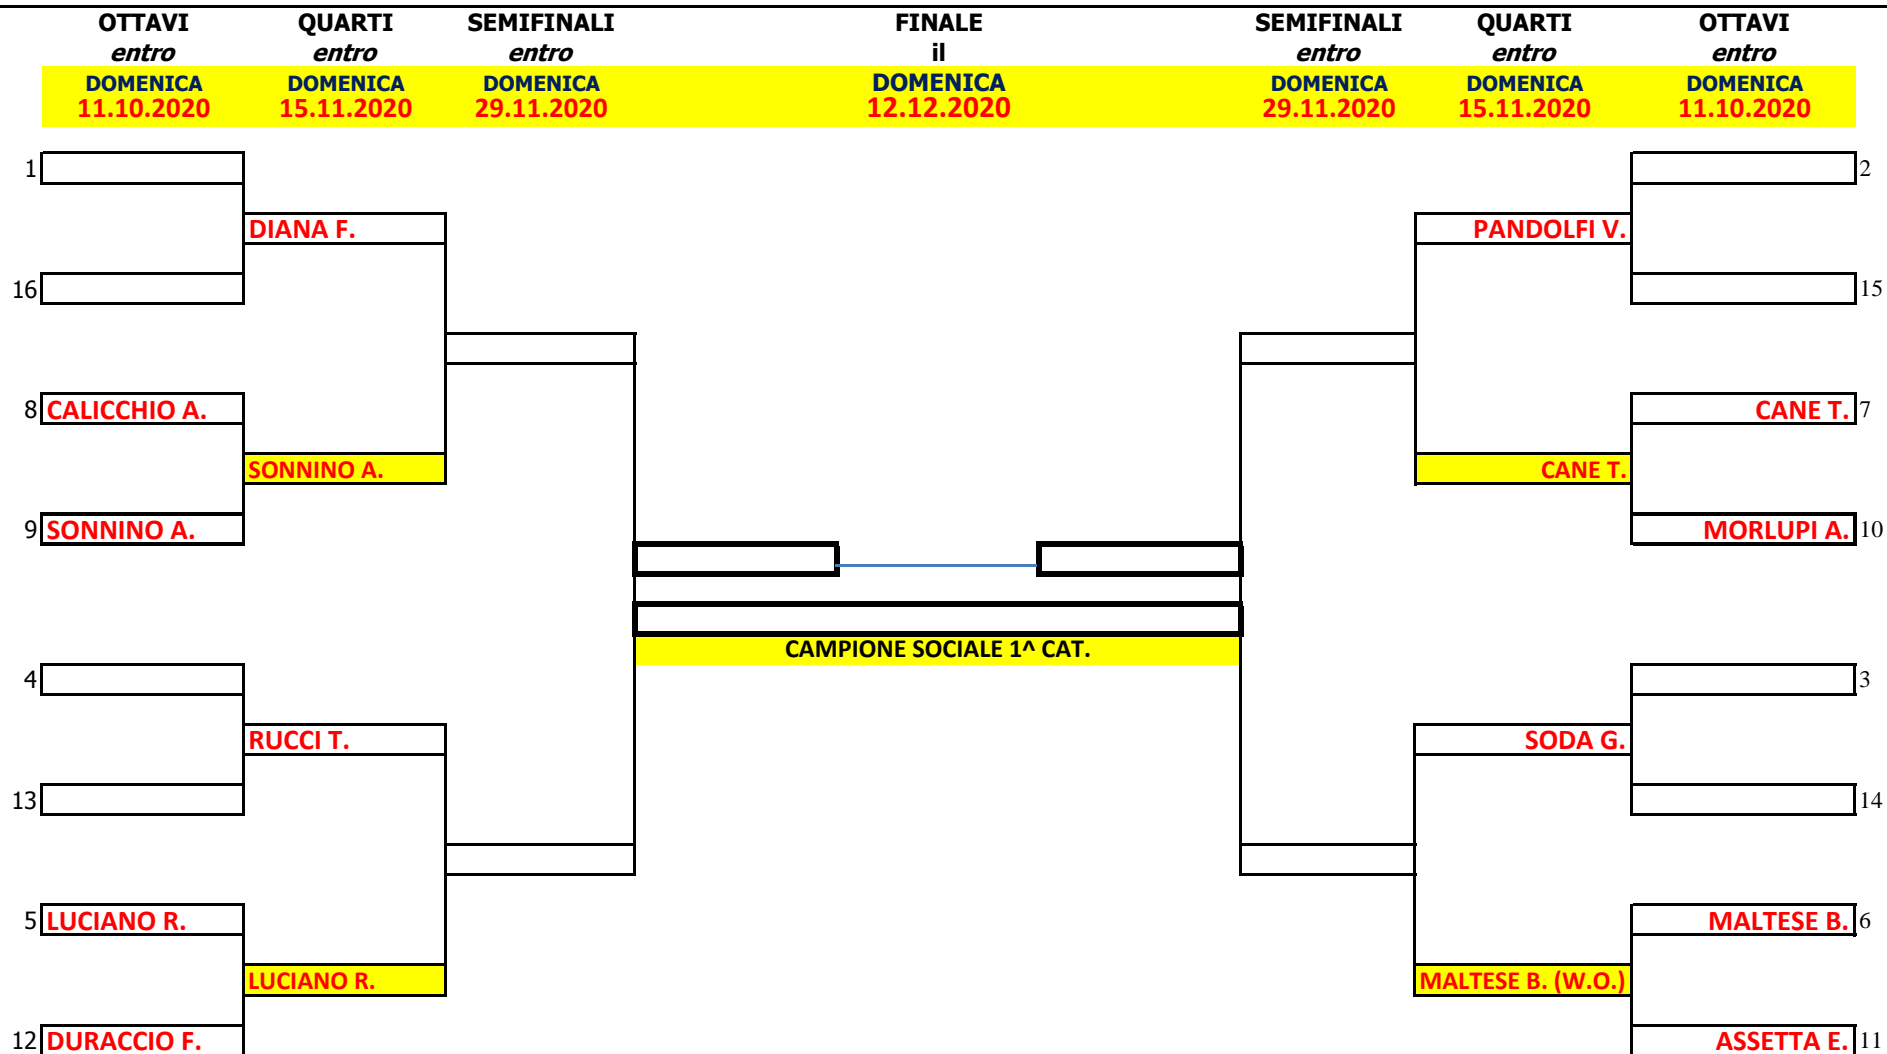 OTTAVI QUARTI SEMIFINALI FINALE SEMIFINALI QUARTI OTTAVI
entro entro entro il entro entro entro
DOMENICA DOMENICA DOMENICA DOMENICA DOMENICA DOMENICA DOMENICA
11.10.2020 15.11.2020 29.11.2020 12.12.2020 29.11.2020 15.11.2020 11.10.2020
1 2
DIANA F. PANDOLFI V.
16 15
8 CALICCHIO A. CANE T. 7
SONNINO A. CANE T.
9 SONNINO A. MORLUPI A. 10
CAMPIONE SOCIALE 1^ CAT.
4 3
RUCCI T. SODA G.
13 14
5 LUCIANO R. MALTESE B. 6
LUCIANO R. MALTESE B. (W.O.)
12 DURACCIO F. ASSETTA E. 11